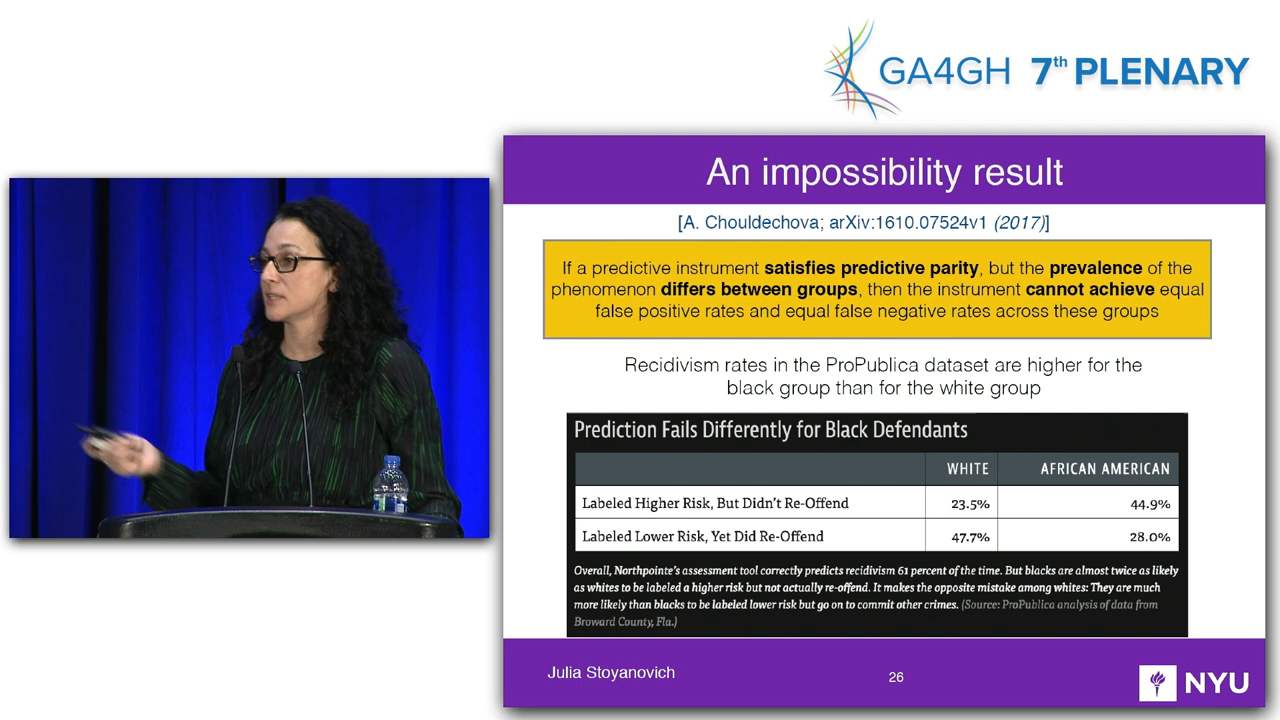 GA4GH 7th PLENARY
An impossibility result
[A. Chouldechova; arXiv:1610.07524v1 (2017)]
If a predictive instrument satisfies predictive parity, but the prevalence of the
phenomenon differs between groups, then the instrument cannot achieve equal
false positive rates and equal false negative rates across these groups
Recidivism rates in the ProPublica dataset are higher for the
black group than for the white group
Prediction Fails Differently for Black Defendants
WHITE AFRICAN AMERICAN
Labeled Higher Risk, But Didn't Re-Offend 23.5% 44.9%
Labeled Lower Risk, Yet Did Re-Offend 47.7% 28.0%
Overall, Northpointe's assessment tool correctly predicts recidivism 61 percent of the time. But blacks are almost twice as likely
as whites to be labeled a higher risk but not actually re-offend. It makes the opposite mistake among whites: They are much
more likely than blacks to be labeled lower risk but go on to commit other crimes. (Source: ProPublica analysis of data from
Broward County, Fla.)
Julia Stoyanovich
26
NYU